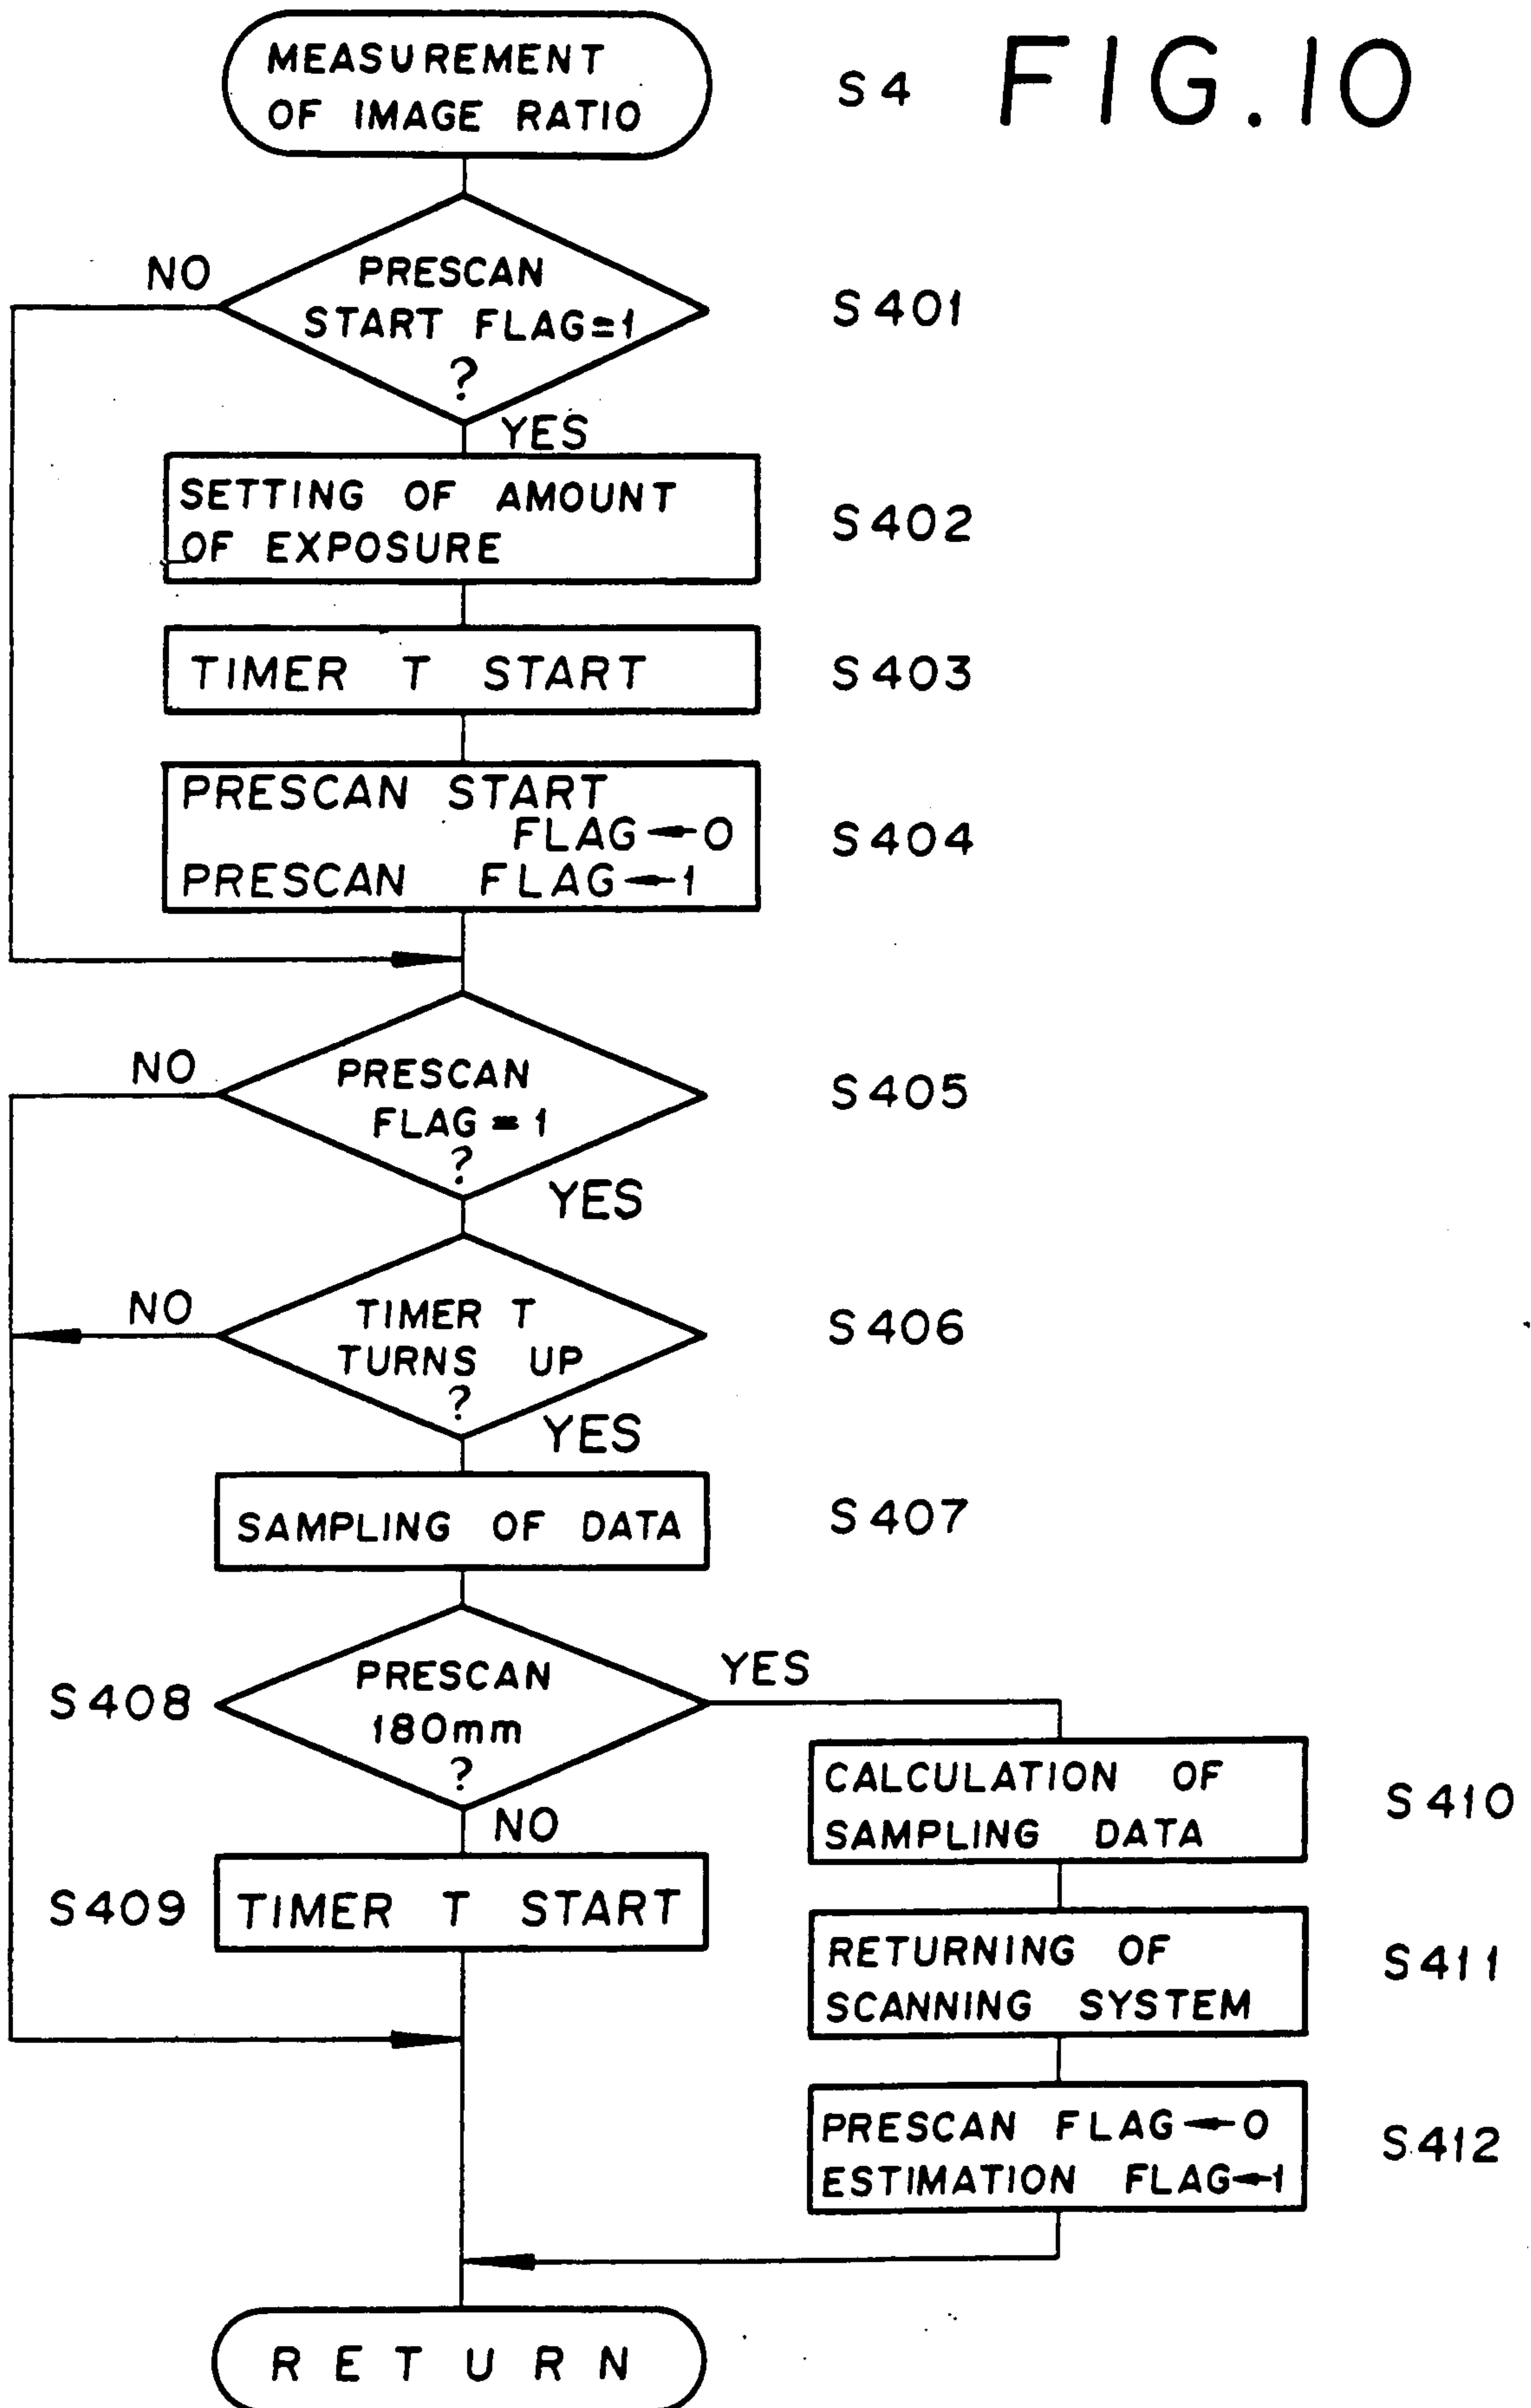 MEASUREMENT
OF IMAGE RATIO
S4
FIG.10
NO
PRESCAN
START FLAG=1
?
S401
YES
SETTING OF AMOUNT
OF EXPOSURE
S402
TIMER T START
S403
PRESCAN START
FLAG←0
PRESCAN FLAG←1
S404
NO
PRESCAN
FLAG=1
?
S405
YES
NO
TIMER T
TURNS UP
?
S406
YES
SAMPLING OF DATA
S407
S408
PRESCAN
180mm
?
YES
NO
S409
TIMER T START
CALCULATION OF
SAMPLING DATA
S410
RETURNING OF
SCANNING SYSTEM
S411
PRESCAN FLAG←0
ESTIMATION FLAG←1
S412
RETURN